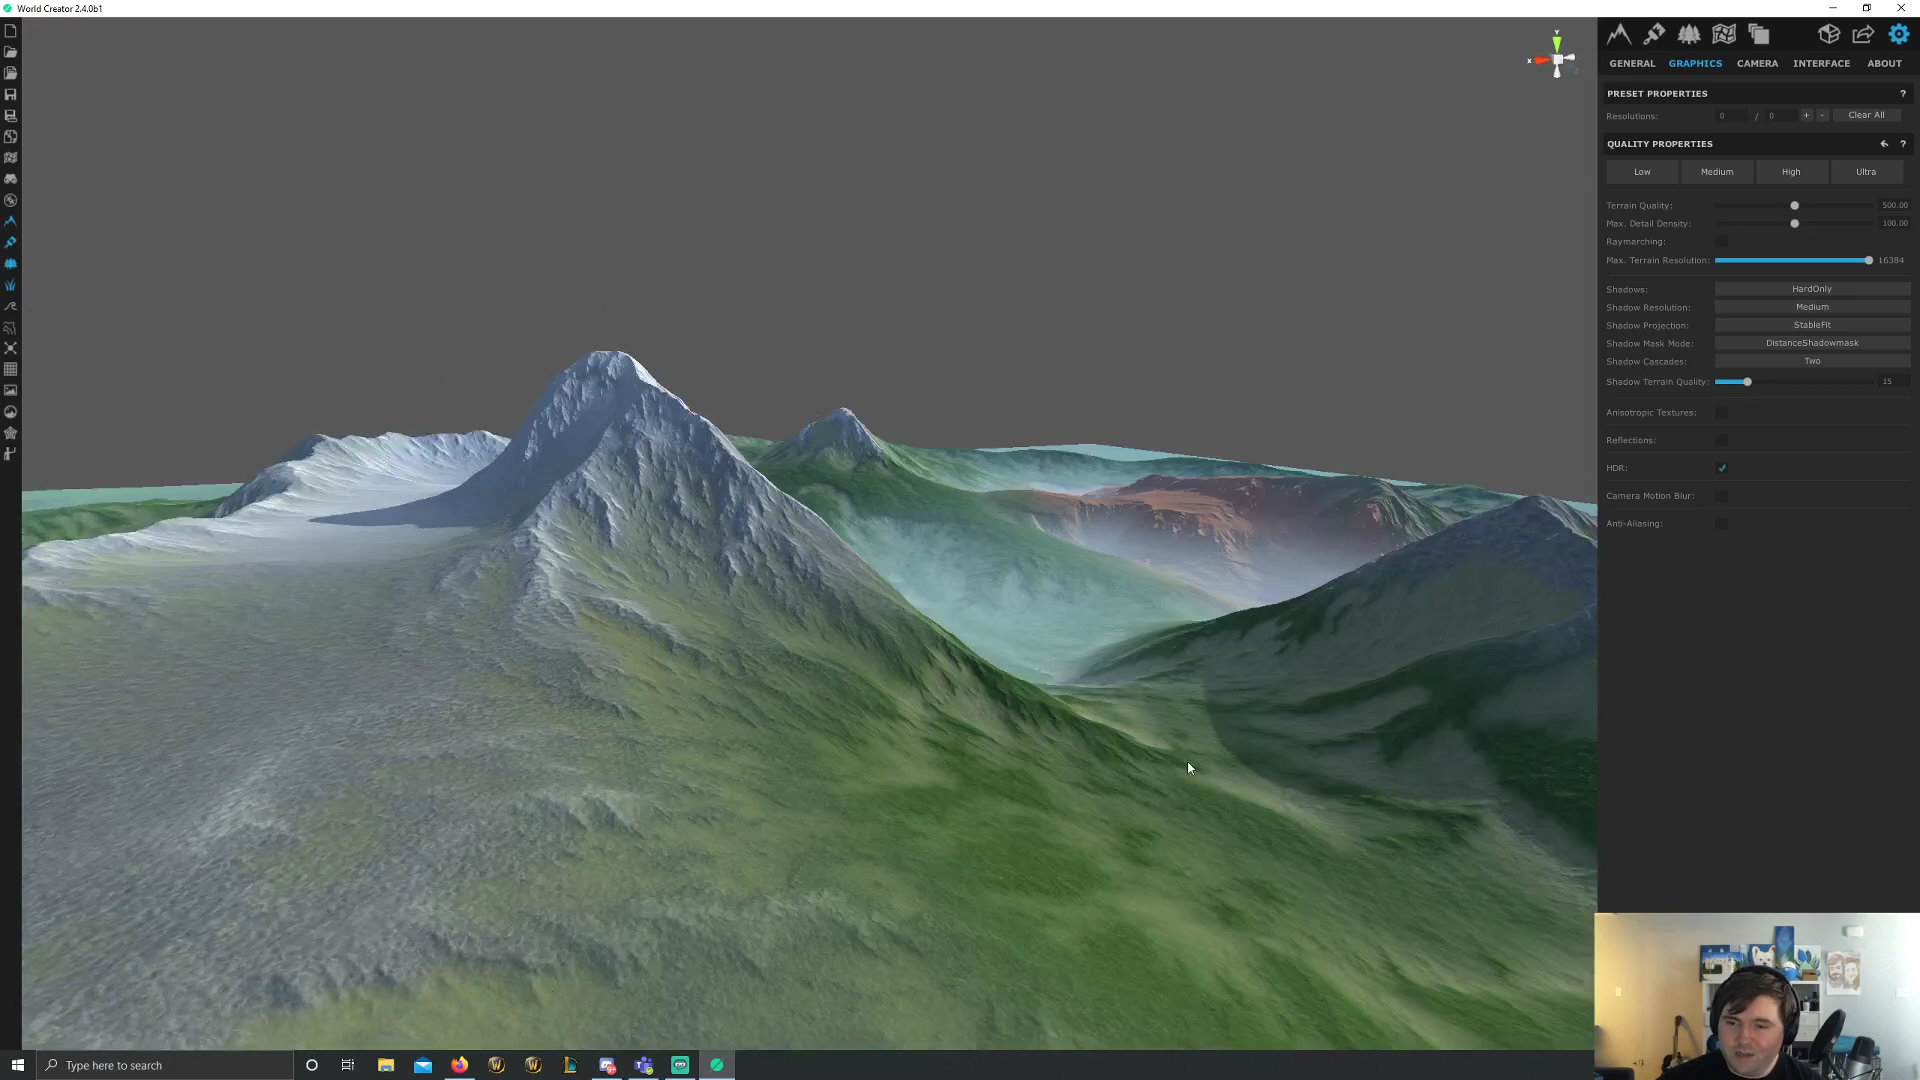 World Creator 2.4.0b1
GENERAL GRAPHICS CAMERA INTERFACE ABOUT
PRESET PROPERTIES ?
Resolutions: 0 / 0 + - Clear All
QUALITY PROPERTIES ?
Low Medium High Ultra
Terrain Quality: 500.00
Max. Detail Density: 100.00
Raymarching:
Max. Terrain Resolution: 16384
Shadows: HardOnly
Shadow Resolution: Medium
Shadow Projection: StableFit
Shadow Mask Mode: DistanceShadowmask
Shadow Cascades: Two
Shadow Terrain Quality: 15
Anisotropic Textures:
Reflections:
HDR:
Camera Motion Blur:
Anti-Aliasing:
Y
X
Type here to search